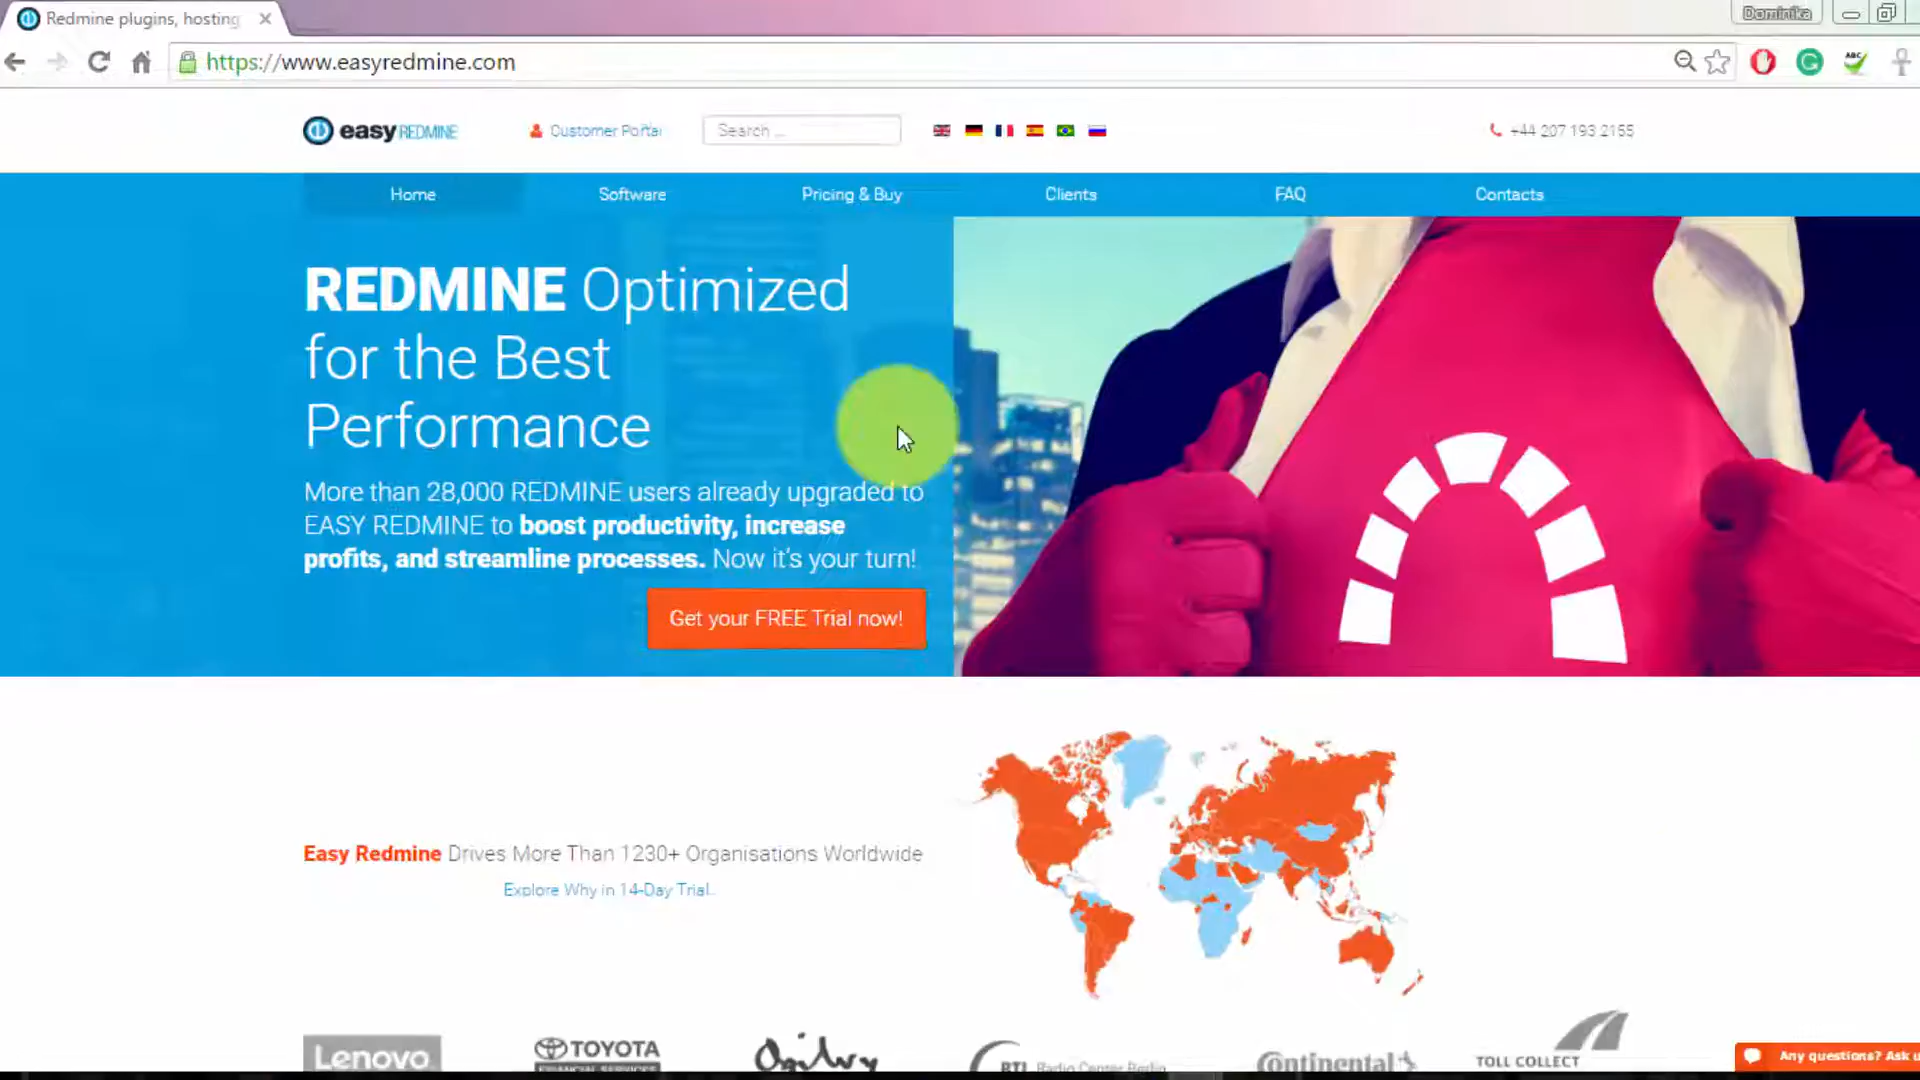 Redmine plugins, hosting
Dominika
https://www.easyredmine.com
easy REDMINE
Customer Portal
Search ...
+44 207 193 2155
Home
Software
Pricing & Buy
Clients
FAQ
Contacts
REDMINE Optimized
for the Best
Performance
More than 28,000 REDMINE users already upgraded to
EASY REDMINE to boost productivity, increase
profits, and streamline processes. Now it's your turn!
Get your FREE Trial now!
Easy Redmine Drives More Than 1230+ Organisations Worldwide
Explore Why in 14-Day Trial..
Lenovo
TOYOTA
FINANCIAL SERVICES
Ogilvy
RTL Radio Center Berlin
Continental
TOLL COLLECT
Any questions? Ask u
ABC